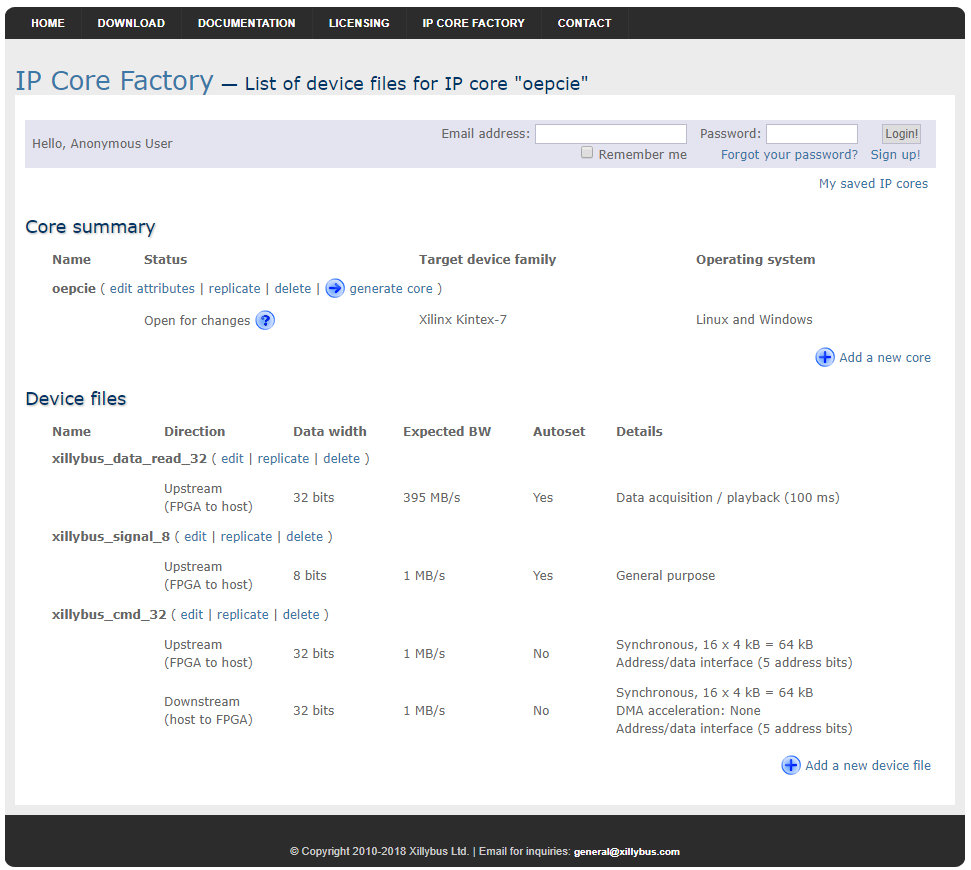 HOME DOWNLOAD DOCUMENTATION LICENSING IP CORE FACTORY CONTACT
IP Core Factory — List of device files for IP core "oepcie"
Hello, Anonymous User
Email address: Password: Login!
Remember me Forgot your password? Sign up!
My saved IP cores
Core summary
Name Status Target device family Operating system
oepcie ( edit attributes | replicate | delete | generate core )
Open for changes ? Xilinx Kintex-7 Linux and Windows
Add a new core
Device files
Name Direction Data width Expected BW Autoset Details
xillybus_data_read_32 ( edit | replicate | delete )
Upstream
(FPGA to host) 32 bits 395 MB/s Yes Data acquisition / playback (100 ms)
xillybus_signal_8 ( edit | replicate | delete )
Upstream
(FPGA to host) 8 bits 1 MB/s Yes General purpose
xillybus_cmd_32 ( edit | replicate | delete )
Upstream
(FPGA to host) 32 bits 1 MB/s No Synchronous, 16 x 4 kB = 64 kB
Address/data interface (5 address bits)
Downstream
(host to FPGA) 32 bits 1 MB/s No Synchronous, 16 x 4 kB = 64 kB
DMA acceleration: None
Address/data interface (5 address bits)
Add a new device file
© Copyright 2010-2018 Xillybus Ltd. | Email for inquiries: general@xillybus.com